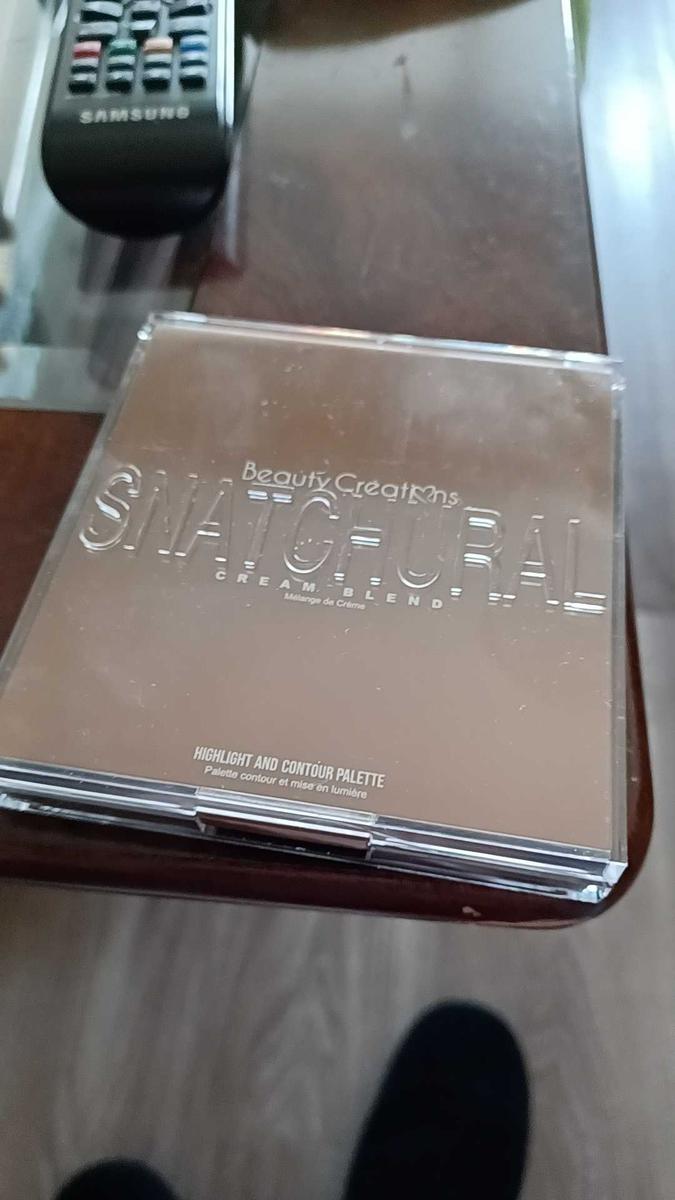 SAMSUNG
Beauty Creations
SNATCHURAL
CREAM BLEND
Mélange de Crème
HIGHLIGHT AND CONTOUR PALETTE
Palette contour et mise en lumière